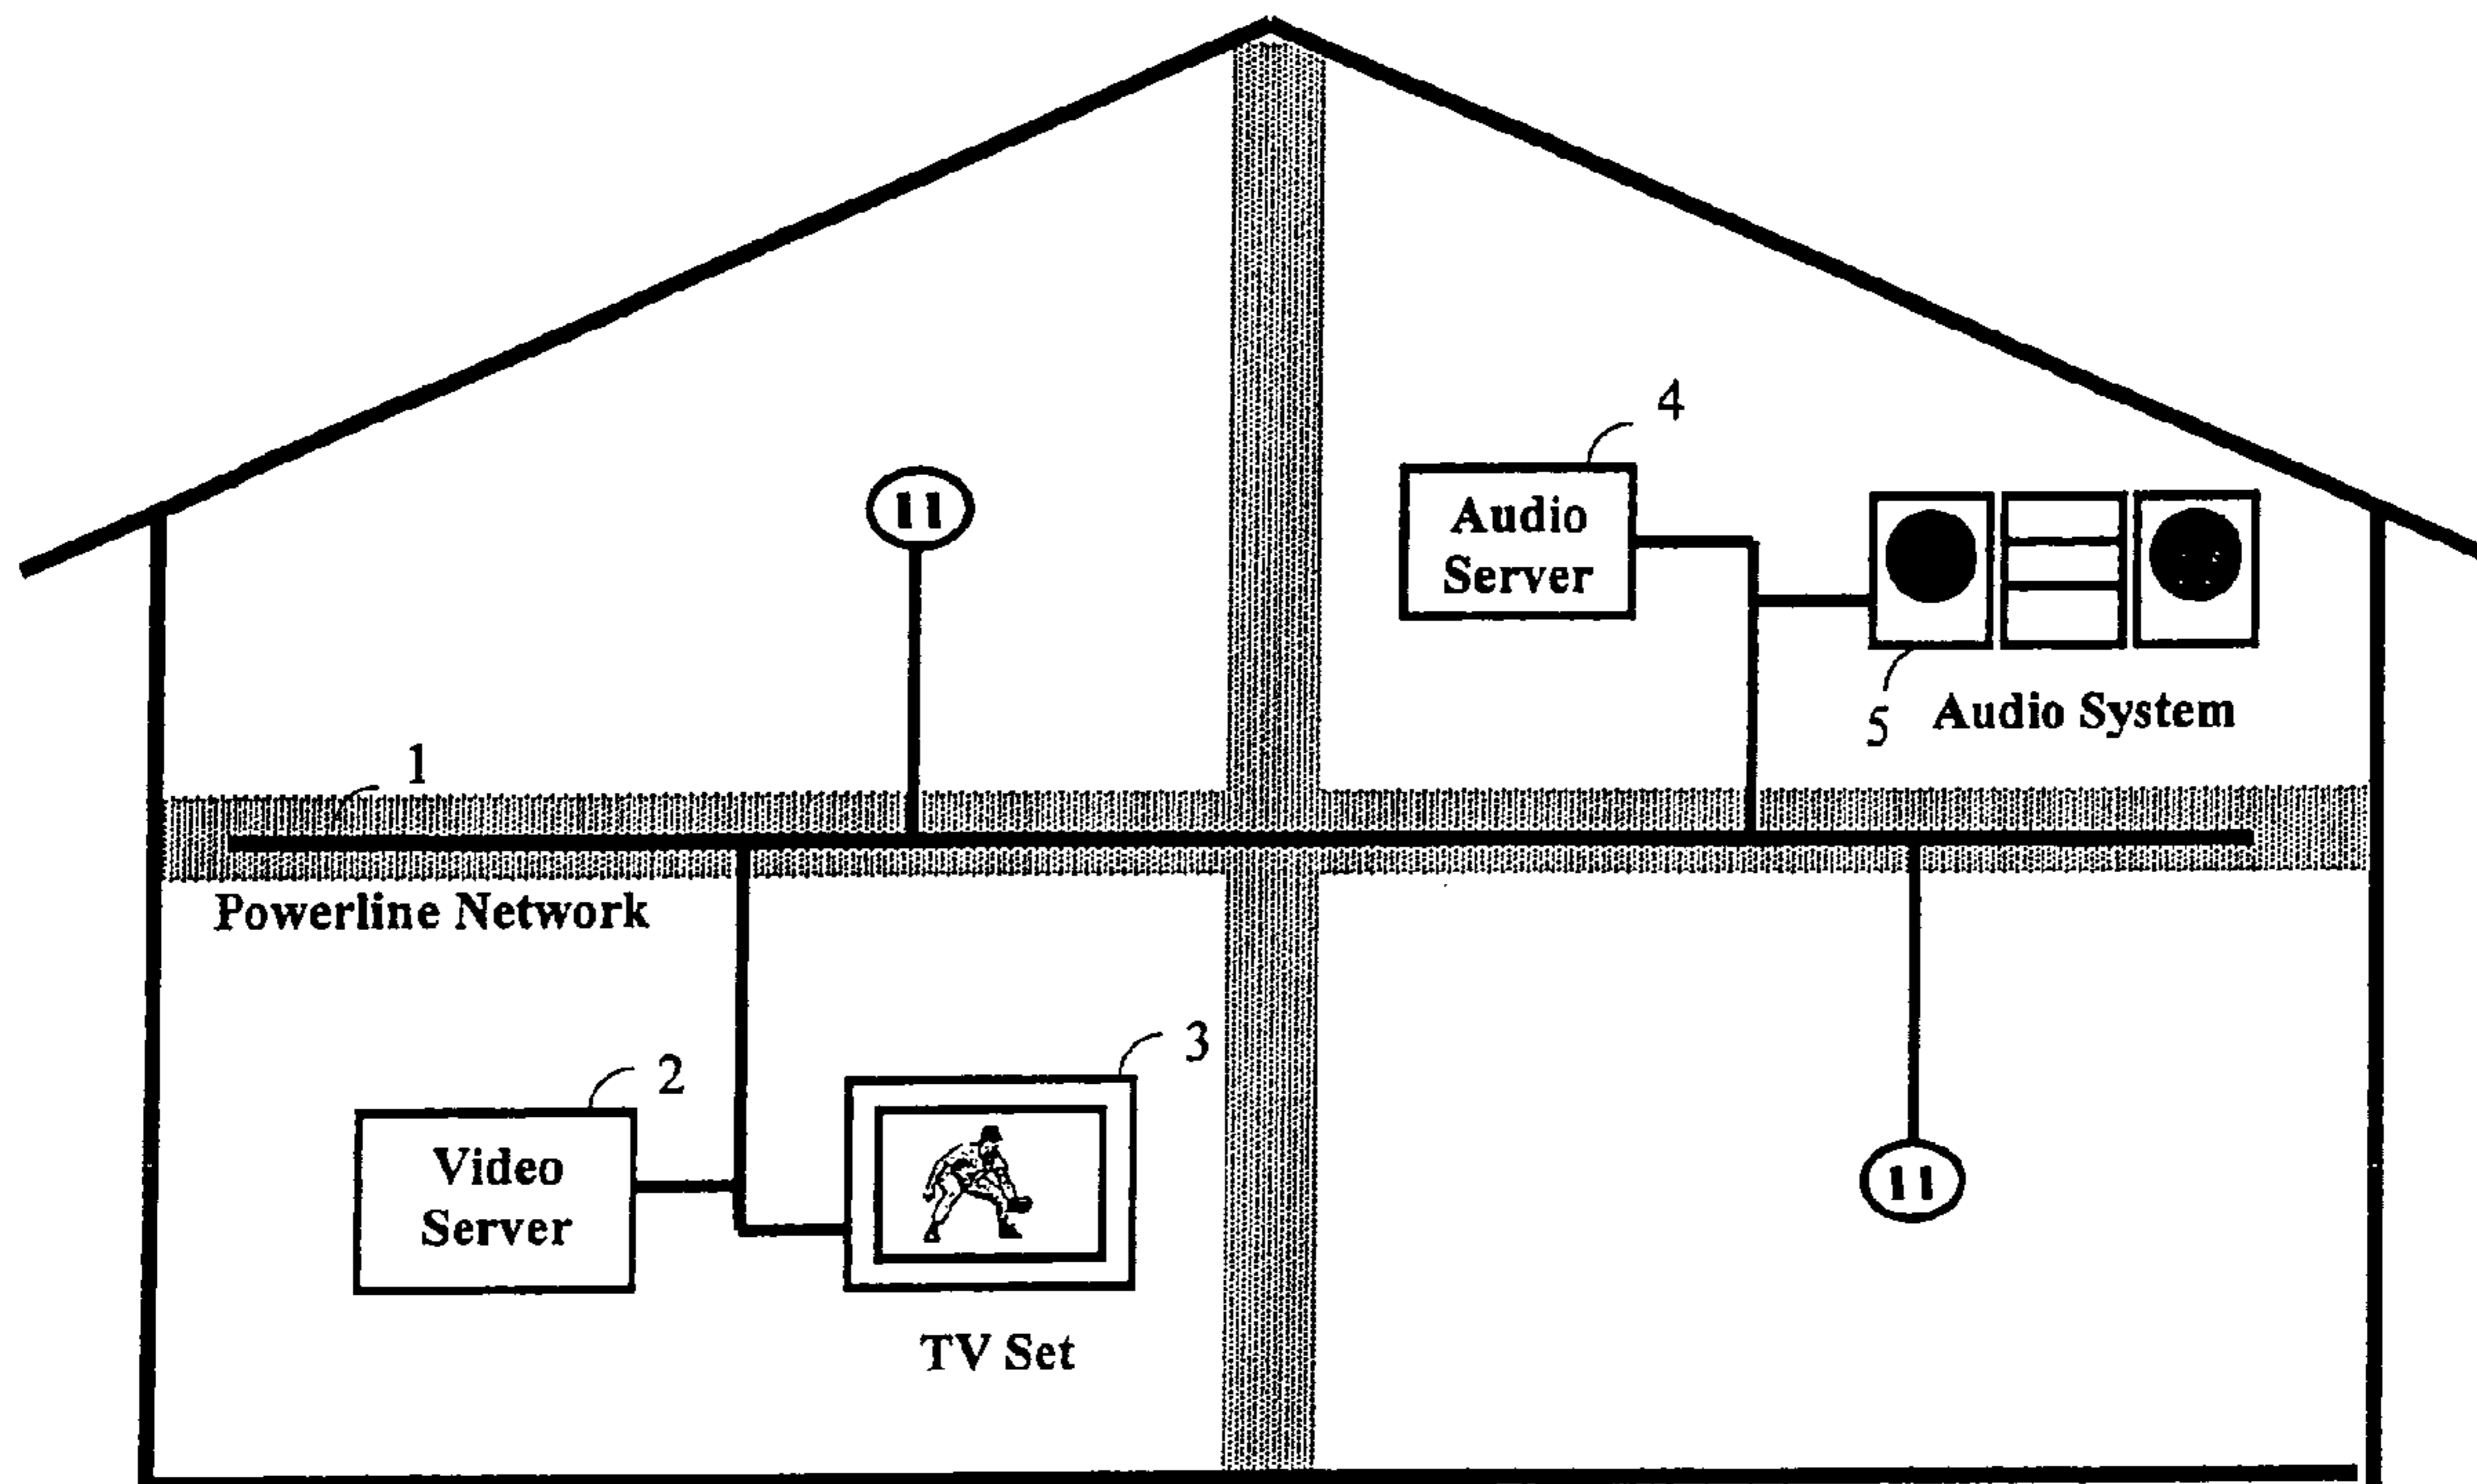 4
11
Audio
Server
5
Audio System
1
Powerline Network
3
2
Video
Server
11
TV Set